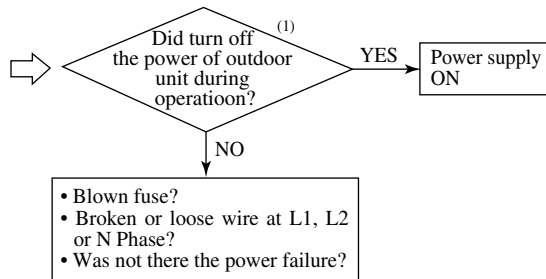 (1)
Did turn off
the power of outdoor
unit during
operatioon?
YES
Power supply
ON
NO
• Blown fuse?
• Broken or loose wire at L1, L2
or N Phase?
• Was not there the power failure?